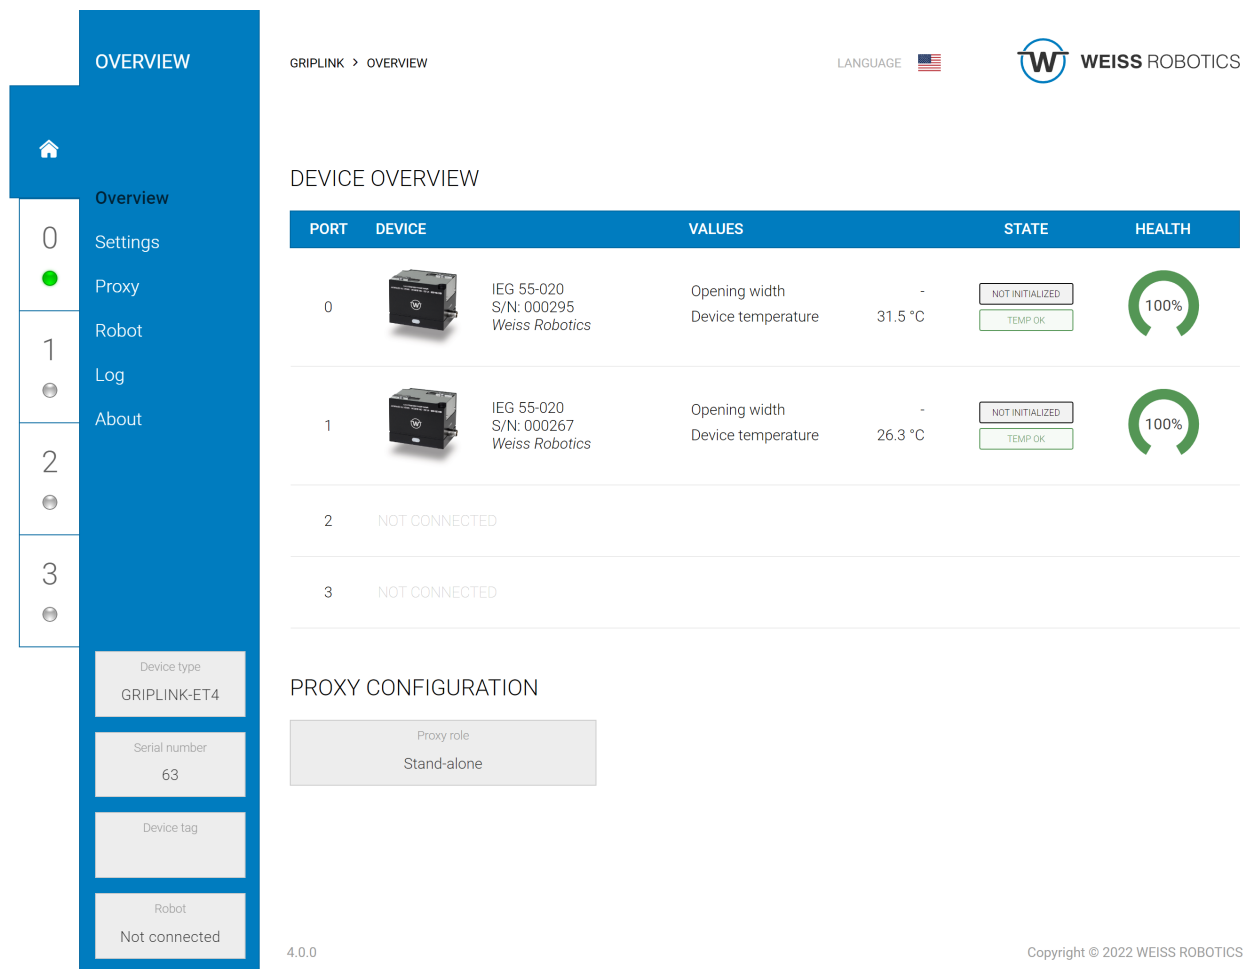 OVERVIEW
GRIPLINK > OVERVIEW
LANGUAGE
WEISS ROBOTICS
Overview
Settings
Proxy
Robot
Log
About
0
1
2
3
DEVICE OVERVIEW
PORT DEVICE VALUES STATE HEALTH
0
IEG 55-020
S/N: 000295
Weiss Robotics
Opening width -
Device temperature 31.5 °C
NOT INITIALIZED
TEMP OK
100%
1
IEG 55-020
S/N: 000267
Weiss Robotics
Opening width -
Device temperature 26.3 °C
NOT INITIALIZED
TEMP OK
100%
2 NOT CONNECTED
3 NOT CONNECTED
Device type
GRIPLINK-ET4
Serial number
63
Device tag
Robot
Not connected
PROXY CONFIGURATION
Proxy role
Stand-alone
4.0.0
Copyright © 2022 WEISS ROBOTICS